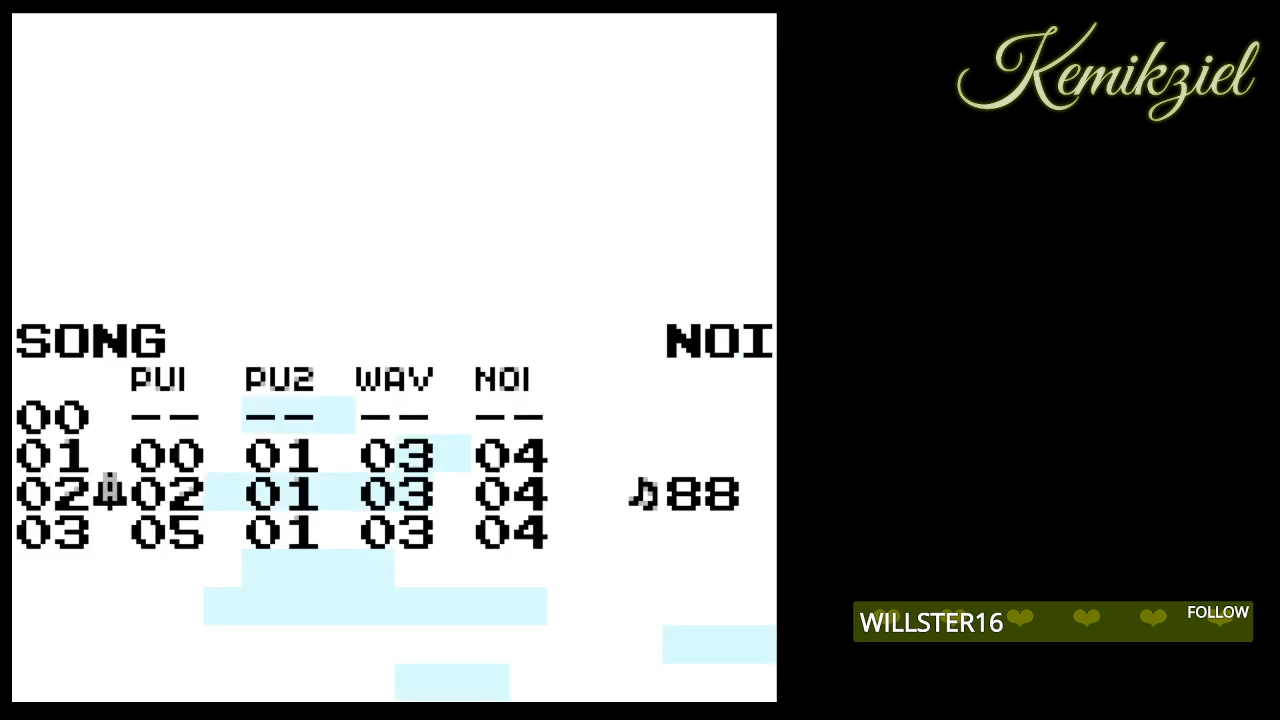 Kemikziel
SONG NOI
PU1 PU2 WAV NOI
00 -- -- -- --
01 00 01 03 04
02 02 01 03 04 ♪88
03 05 01 03 04
WILLSTER16 FOLLOW